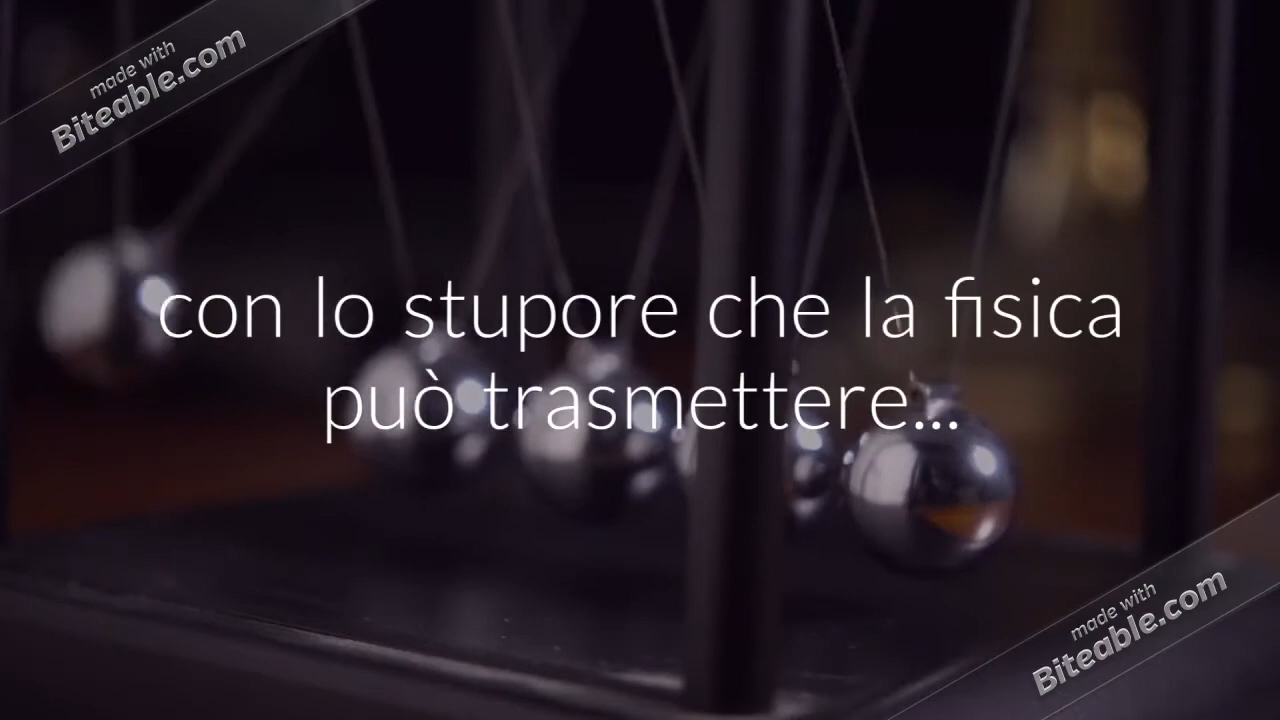 made with
Biteable.com
con lo stupore che la fisica
può trasmettere...
made with
Biteable.com